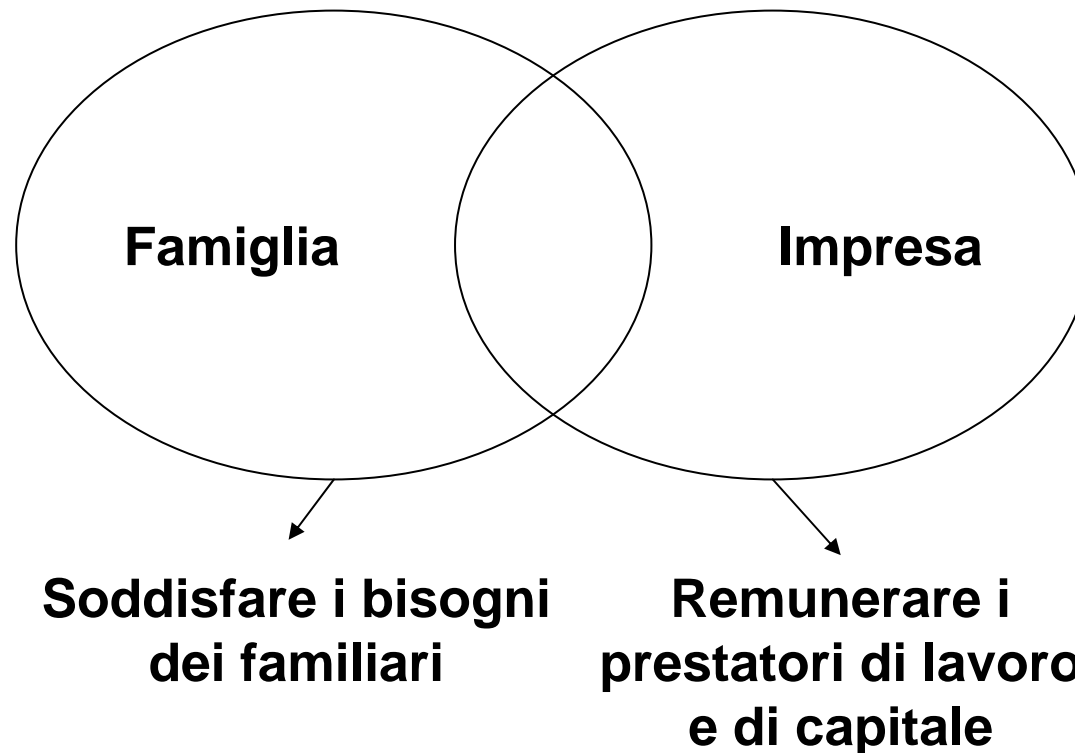 Famiglia
Impresa
Soddisfare i bisogni
dei familiari
Remunerare i
prestatori di lavoro
e di capitale